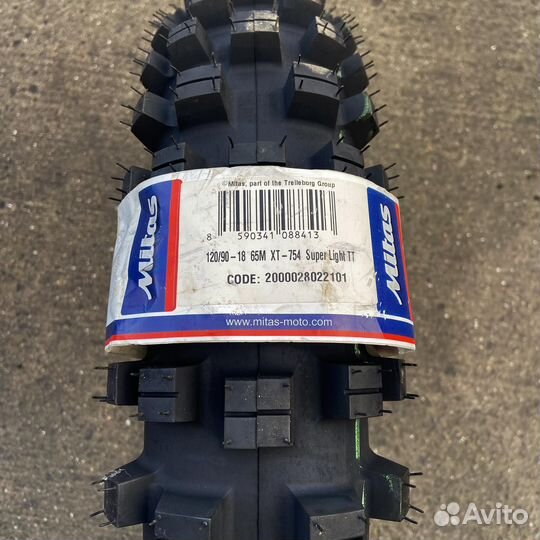 ©Mitas, part of the Trelleborg Group
Mitas
8 590341 088413
Mitas
120/90-18 65M XT-754 Super Light TT
CODE: 2000028022101
www.mitas-moto.com
Avito